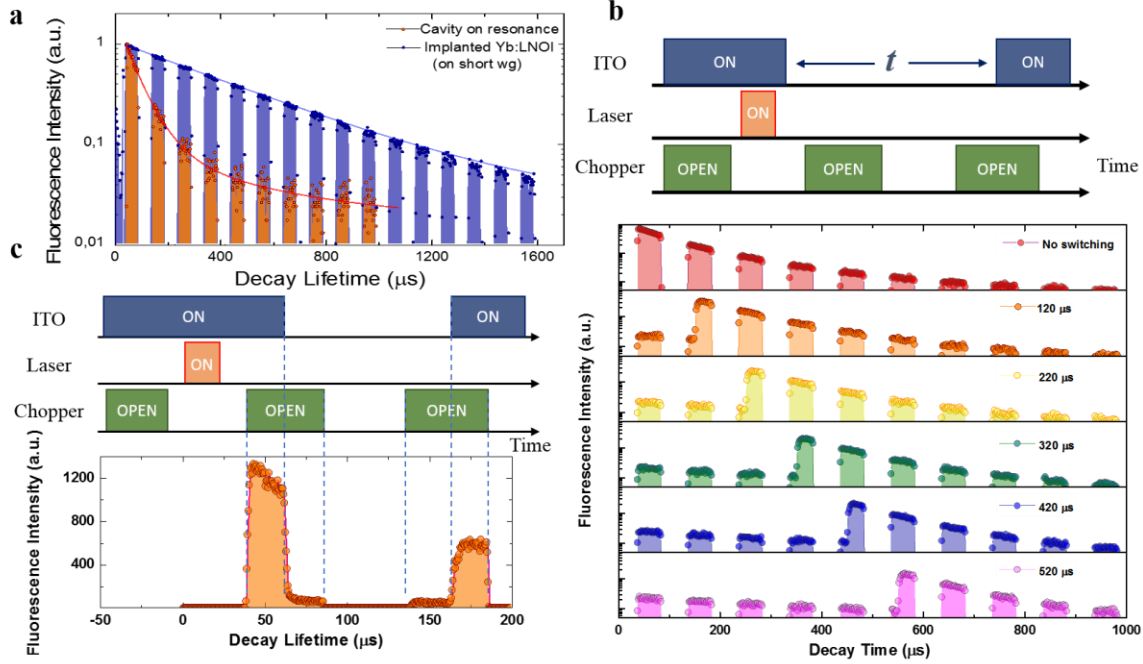 a
Fluorescence Intensity (a.u.)
1
0,1
0,01
0 400 800 1200 1600
Decay Lifetime (μs)
Cavity on resonance
Implanted Yb:LNOI
(on short wg)
b
ITO
ON
t
ON
Laser
ON
Chopper
OPEN
OPEN
OPEN
Time
Fluorescence Intensity (a.u.)
No switching
120 μs
220 μs
320 μs
420 μs
520 μs
0 200 400 600 800 1000
Decay Time (μs)
c
ITO
ON
ON
Laser
ON
Chopper
OPEN
OPEN
OPEN
Time
Fluorescence Intensity (a.u.)
1200
800
400
-50 0 50 100 150 200
Decay Lifetime (μs)